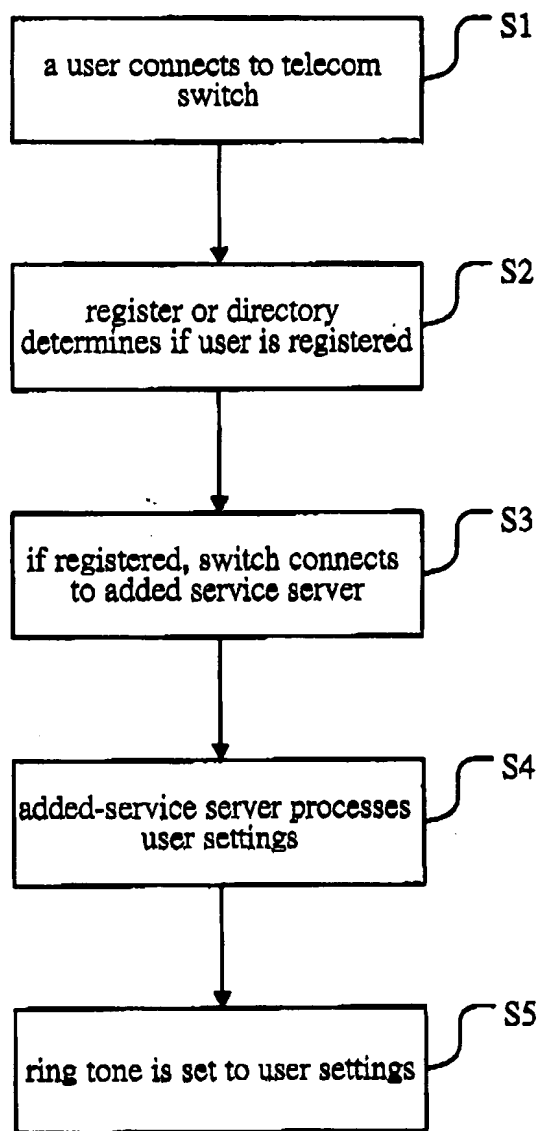 S1
a user connects to telecom
switch
S2
register or directory
determines if user is registered
S3
if registered, switch connects
to added service server
S4
added-service server processes
user settings
S5
ring tone is set to user settings